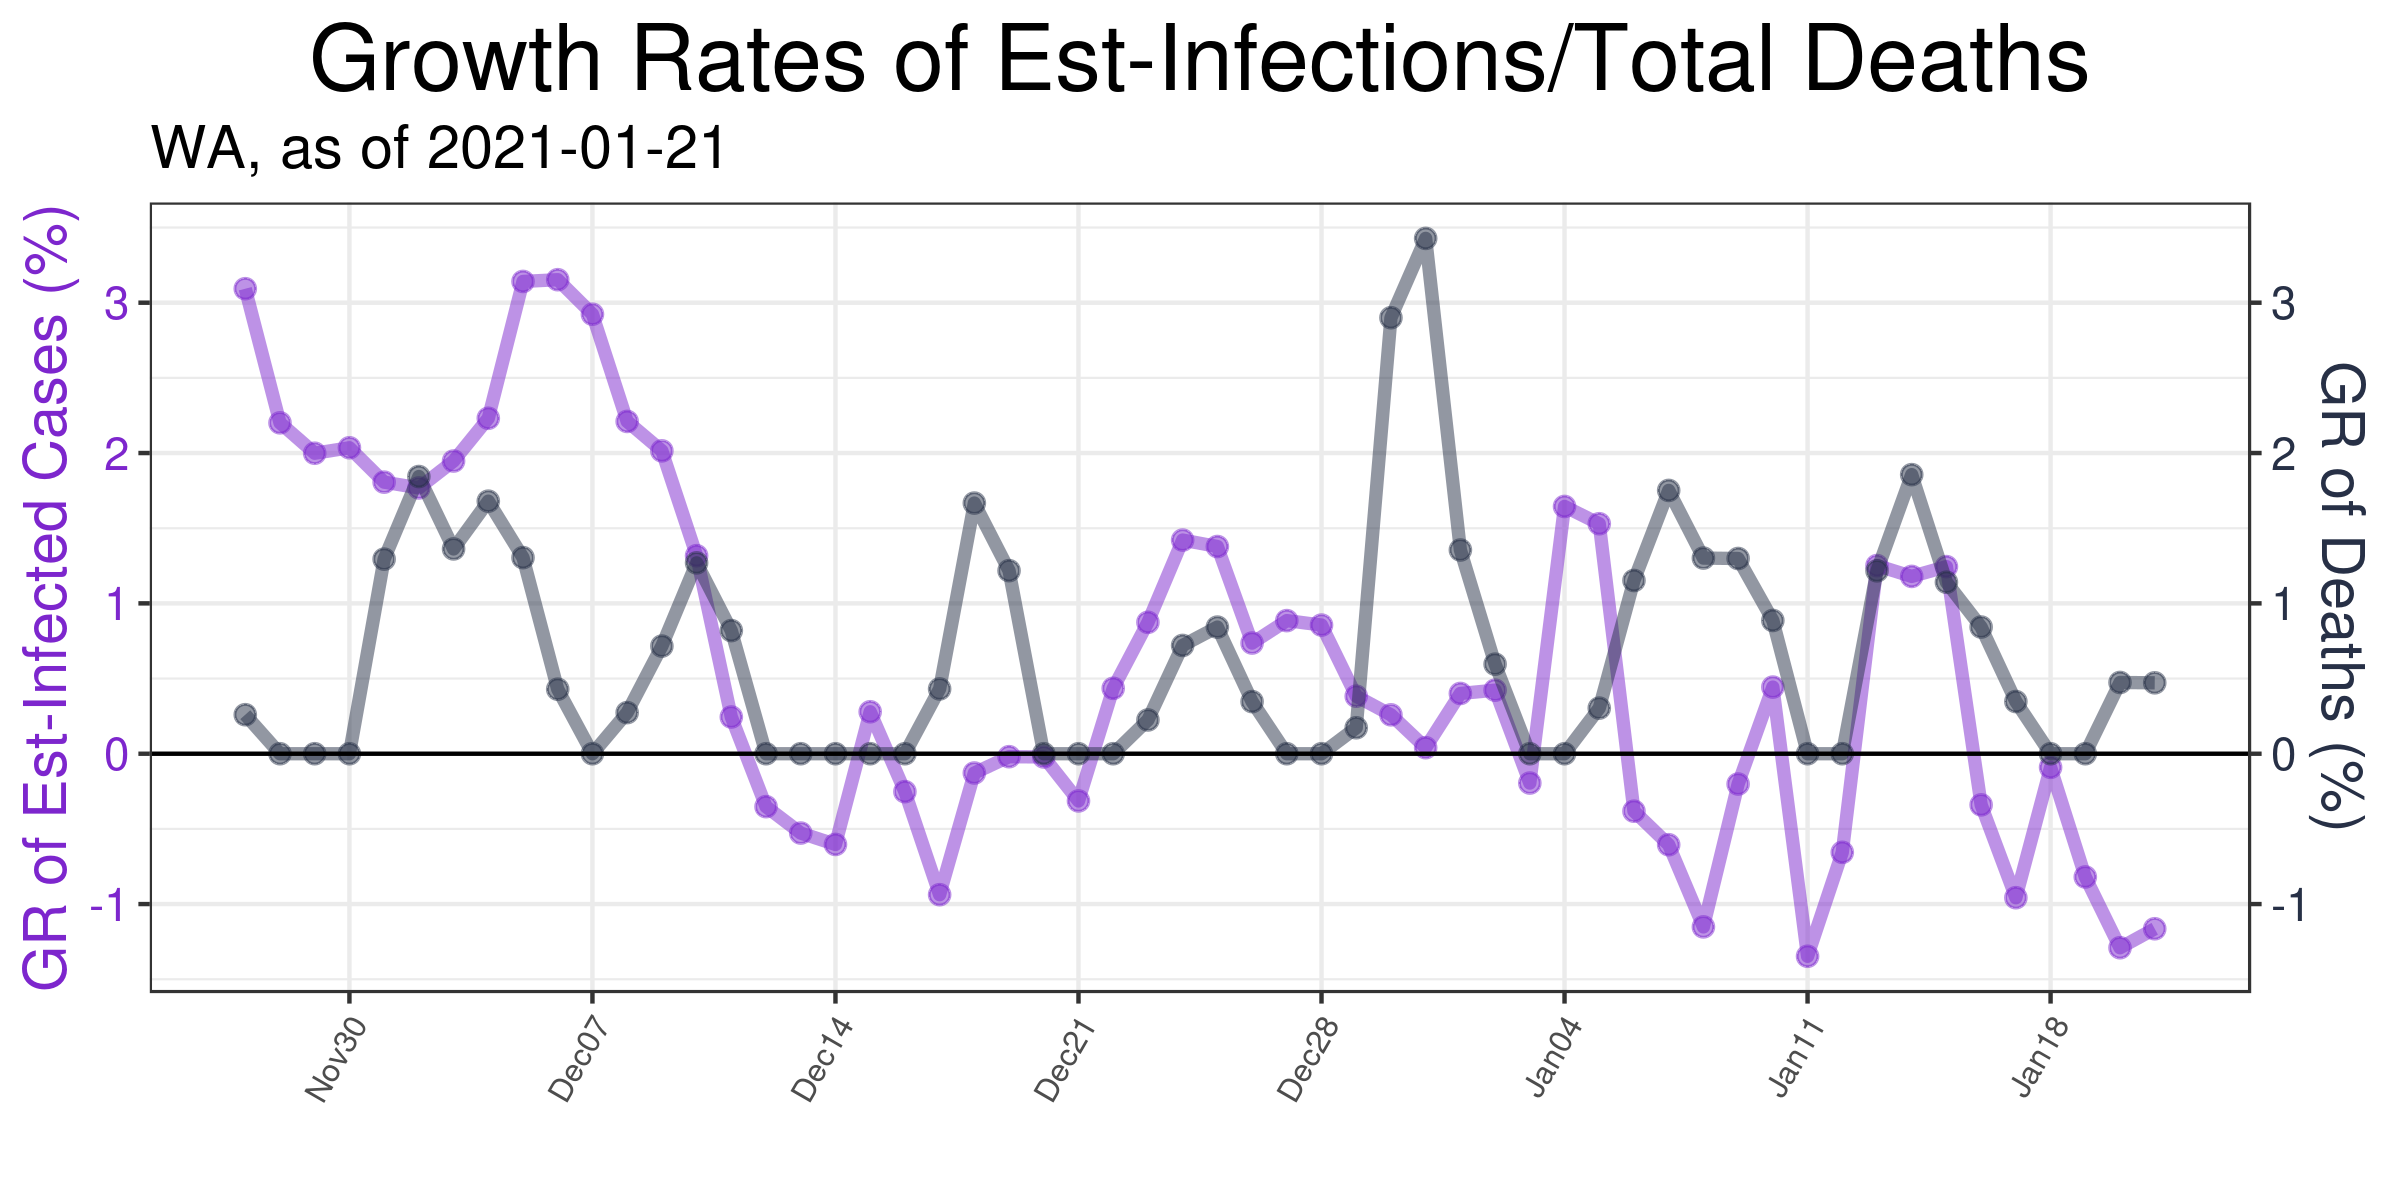 Growth Rates of Est-Infections/Total Deaths
WA, as of 2021-01-21
GR of Est-Infected Cases (%)
3
2
1
0
-1
3
2
1
0
-1
GR of Deaths (%)
Nov30
Dec07
Dec14
Dec21
Dec28
Jan04
Jan11
Jan18